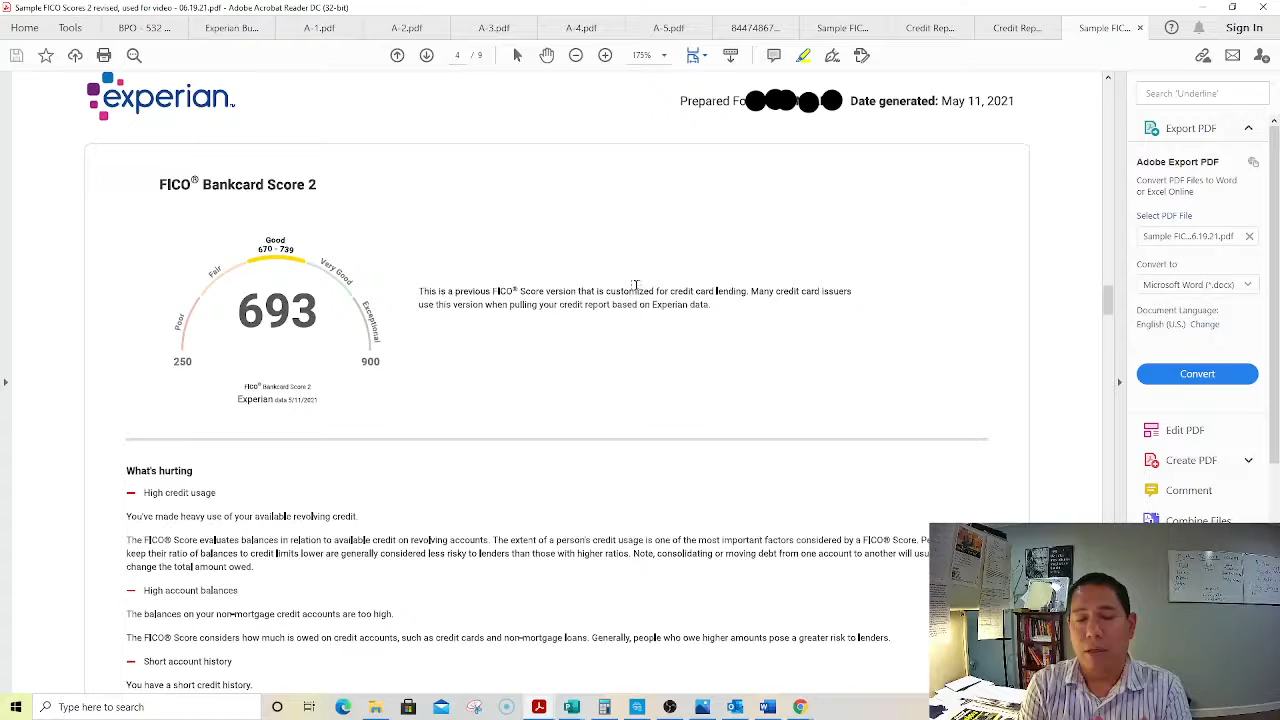 Sample FICO Scores 2 revised, used for video - 06.19.21.pdf - Adobe Acrobat Reader DC (32-bit)
Home Tools BPO - 532 ... Experian Bu... A-1.pdf A-2.pdf A-3.pdf A-4.pdf A-5.pdf 84474867... Sample FIC... Credit Rep... Credit Rep... Sample FIC... × Sign In
4 / 9 175%
experian.
Prepared Fo Date generated: May 11, 2021
FICO® Bankcard Score 2
Good
670 - 739
Fair
Very Good
Poor
693
Exceptional
250 900
FICO® Bankcard Score 2
Experian data 5/11/2021
This is a previous FICO® Score version that is customized for credit card lending. Many credit card issuers
use this version when pulling your credit report based on Experian data.
What's hurting
High credit usage
You've made heavy use of your available revolving credit.
The FICO® Score evaluates balances in relation to available credit on revolving accounts. The extent of a person's credit usage is one of the most important factors considered by a FICO® Score. Pe
keep their ratio of balances to credit limits lower are generally considered less risky to lenders than those with higher ratios. Note, consolidating or moving debt from one account to another will usu
change the total amount owed.
High account balances
The balances on your non-mortgage credit accounts are too high.
The FICO® Score considers how much is owed on credit accounts, such as credit cards and non-mortgage loans. Generally, people who owe higher amounts pose a greater risk to lenders.
Short account history
You have a short credit history.
Search 'Underline'
Export PDF
Adobe Export PDF
Convert PDF Files to Word
or Excel Online
Select PDF File
Sample FIC...6.19.21.pdf ×
Convert to
Microsoft Word (*.docx)
Document Language:
English (U.S.) Change
Convert
Edit PDF
Create PDF
Comment
Combine Files
Type here to search